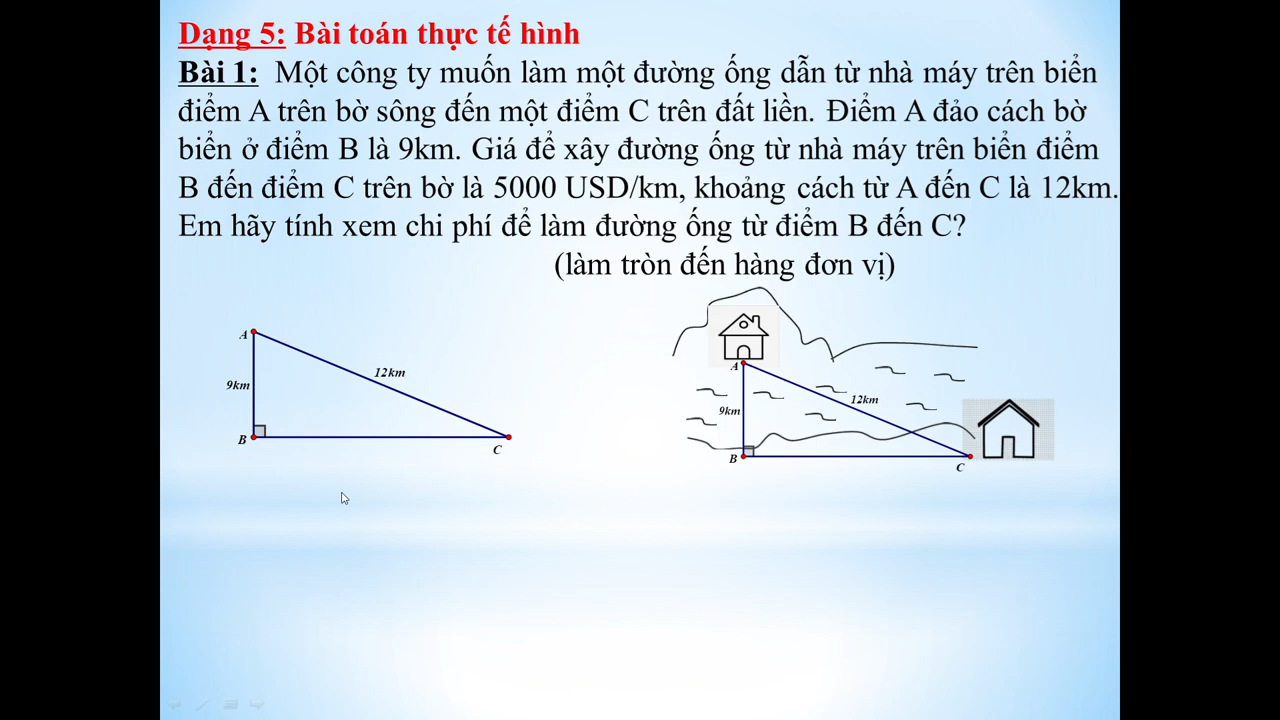 Dạng 5: Bài toán thực tế hình
Bài 1: Một công ty muốn làm một đường ống dẫn từ nhà máy trên biển
điểm A trên bờ sông đến một điểm C trên đất liền. Điểm A đảo cách bờ
biển ở điểm B là 9km. Giá để xây đường ống từ nhà máy trên biển điểm
B đến điểm C trên bờ là 5000 USD/km, khoảng cách từ A đến C là 12km.
Em hãy tính xem chi phí để làm đường ống từ điểm B đến C?
(làm tròn đến hàng đơn vị)
A
12km
9km
B
C
A
12km
9km
B
C